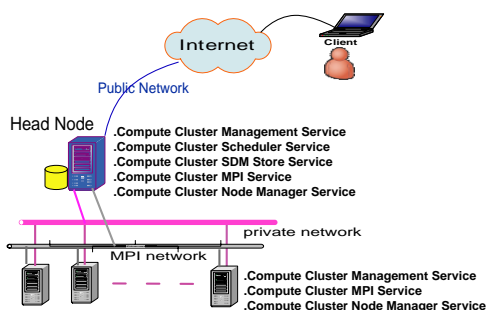 Internet
Client
Public Network
Head Node
.Compute Cluster Management Service
.Compute Cluster Scheduler Service
.Compute Cluster SDM Store Service
.Compute Cluster MPI Service
.Compute Cluster Node Manager Service
private network
MPI network
.Compute Cluster Management Service
.Compute Cluster MPI Service
.Compute Cluster Node Manager Service